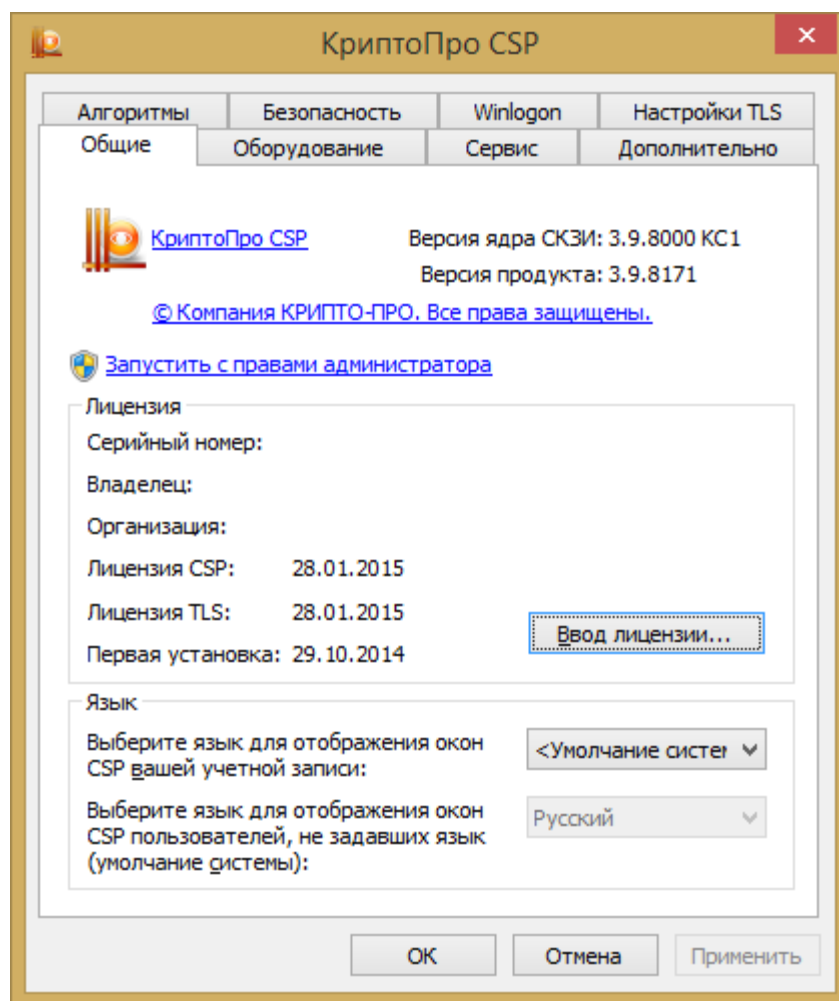 КриптоПро CSP
Алгоритмы Безопасность Winlogon Настройки TLS
Общие Оборудование Сервис Дополнительно
КриптоПро CSP Версия ядра СКЗИ: 3.9.8000 КС1
Версия продукта: 3.9.8171
© Компания КРИПТО-ПРО. Все права защищены.
Запустить с правами администратора
Лицензия
Серийный номер:
Владелец:
Организация:
Лицензия CSP: 28.01.2015
Лицензия TLS: 28.01.2015
Ввод лицензии...
Первая установка: 29.10.2014
Язык
Выберите язык для отображения окон
CSP вашей учетной записи:
<Умолчание систем
Выберите язык для отображения окон
CSP пользователей, не задавших язык
(умолчание системы):
Русский
ОК Отмена Применить